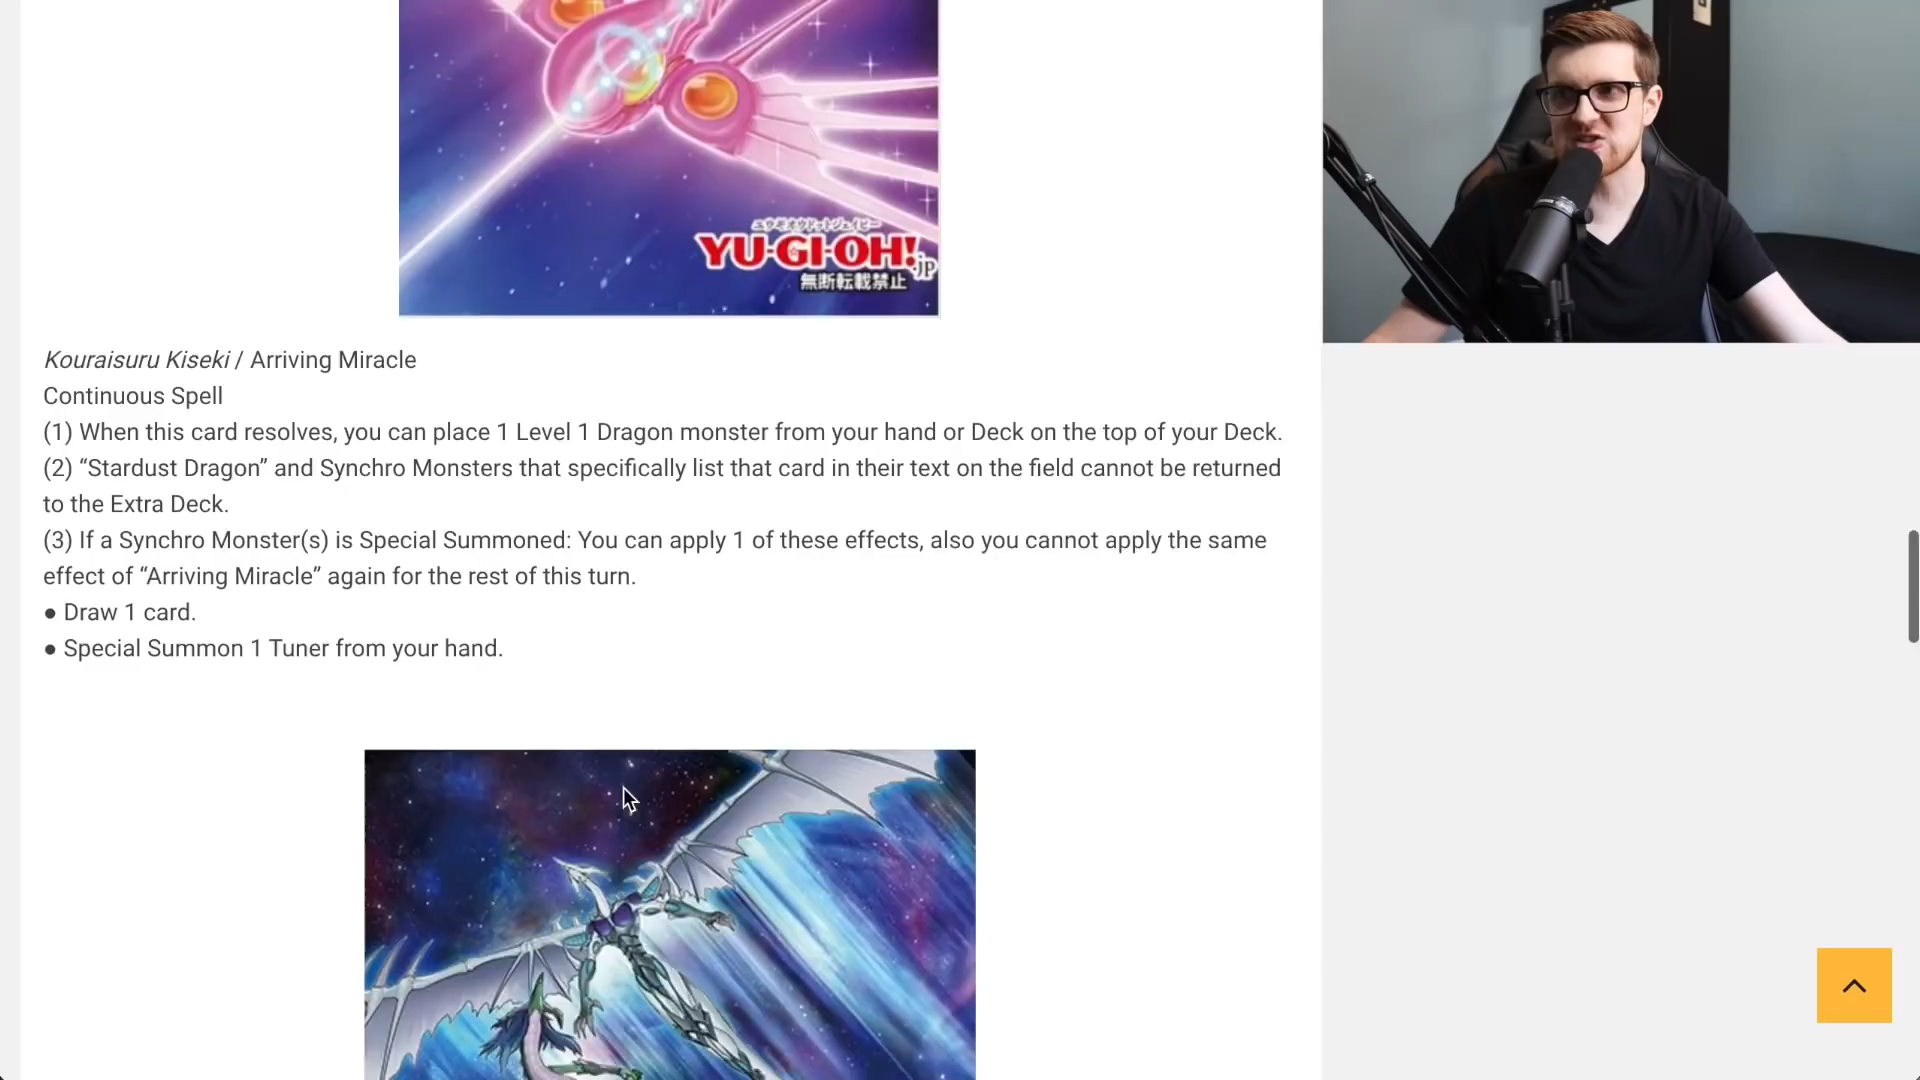 ユウギオウドットジェイピー
YU-GI-OH!.jp
無断転載禁止
Kouraisuru Kiseki / Arriving Miracle
Continuous Spell
(1) When this card resolves, you can place 1 Level 1 Dragon monster from your hand or Deck on the top of your Deck.
(2) “Stardust Dragon” and Synchro Monsters that specifically list that card in their text on the field cannot be returned
to the Extra Deck.
(3) If a Synchro Monster(s) is Special Summoned: You can apply 1 of these effects, also you cannot apply the same
effect of “Arriving Miracle” again for the rest of this turn.
● Draw 1 card.
● Special Summon 1 Tuner from your hand.